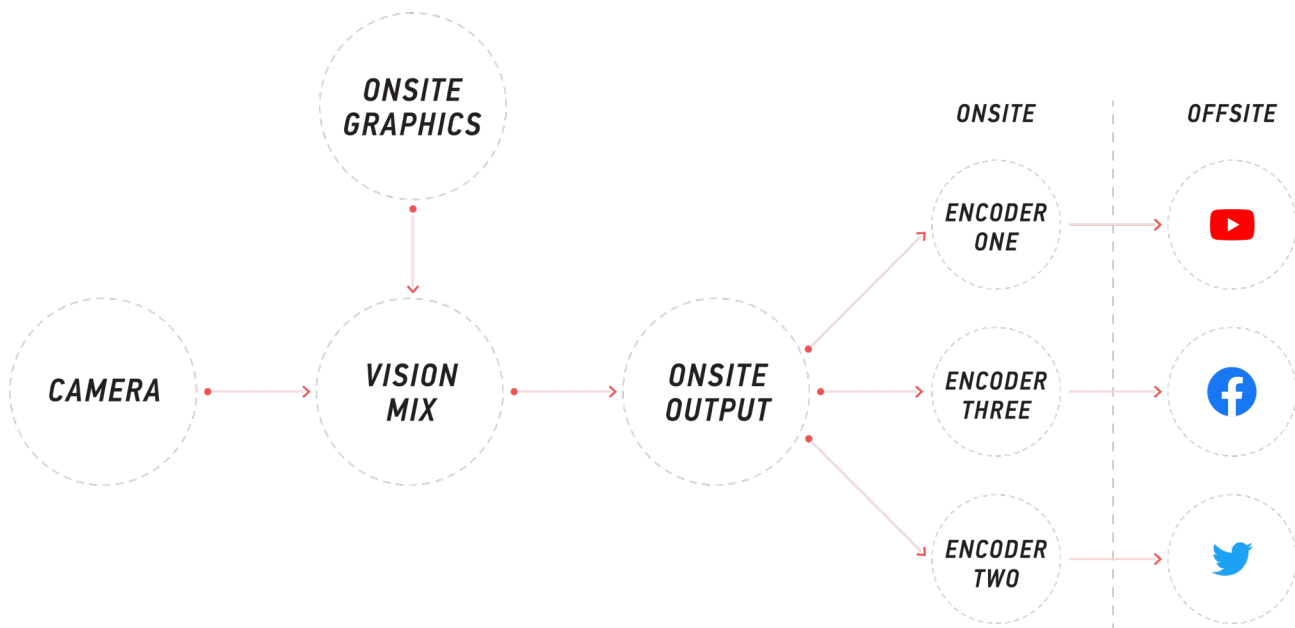 ONSITE
GRAPHICS
ONSITE
OFFSITE
ENCODER
ONE
CAMERA
VISION
MIX
ONSITE
OUTPUT
ENCODER
THREE
ENCODER
TWO